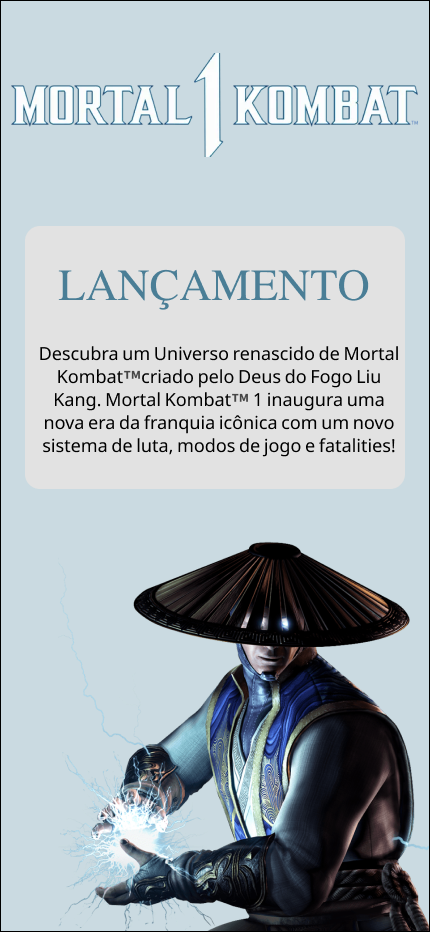 MORTAL 1 KOMBAT™
LANÇAMENTO
Descubra um Universo renascido de Mortal
Kombat™criado pelo Deus do Fogo Liu
Kang. Mortal Kombat™ 1 inaugura uma
nova era da franquia icônica com um novo
sistema de luta, modos de jogo e fatalities!